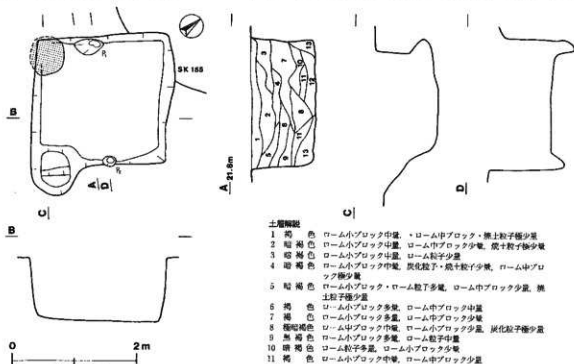 SK 155
P₁
P₂
B
A
D
C
A 21.8m
C
D
B
1
2
3
4
5
6
7
8
9
10
11
12
13
13
0 2m
土層解説
1 褐 色 ローム小ブロック中量, ・ローム中ブロック・焼土粒子極少量
2 暗 褐 色 ローム小ブロック中量, ローム中ブロック少量, 焼土粒子極少量
3 暗 褐 色 ローム小ブロック中量, ローム粒子少量
4 暗 褐 色 ローム小ブロック中量, 炭化粒子・焼土粒子少量, ローム中ブロ
ック極少量
5 暗 褐 色 ローム小ブロック・ローム粒子多量, ローム中ブロック少量, 焼
土粒子極少量
6 褐 色 ローム小ブロック多量, ローム中ブロック中量
7 褐 色 ローム小ブロック多量, ローム中ブロック少量
8 極暗褐色 ローム中ブロック中量, ローム小ブロック少量, 炭化粒子極少量
9 黒 褐 色 ローム小ブロック多量, ローム粒子中量
10 暗 褐 色 ローム粒子多量, ローム小ブロック少量
11 褐 色 ローム小ブロック中量, ローム中ブロック少量